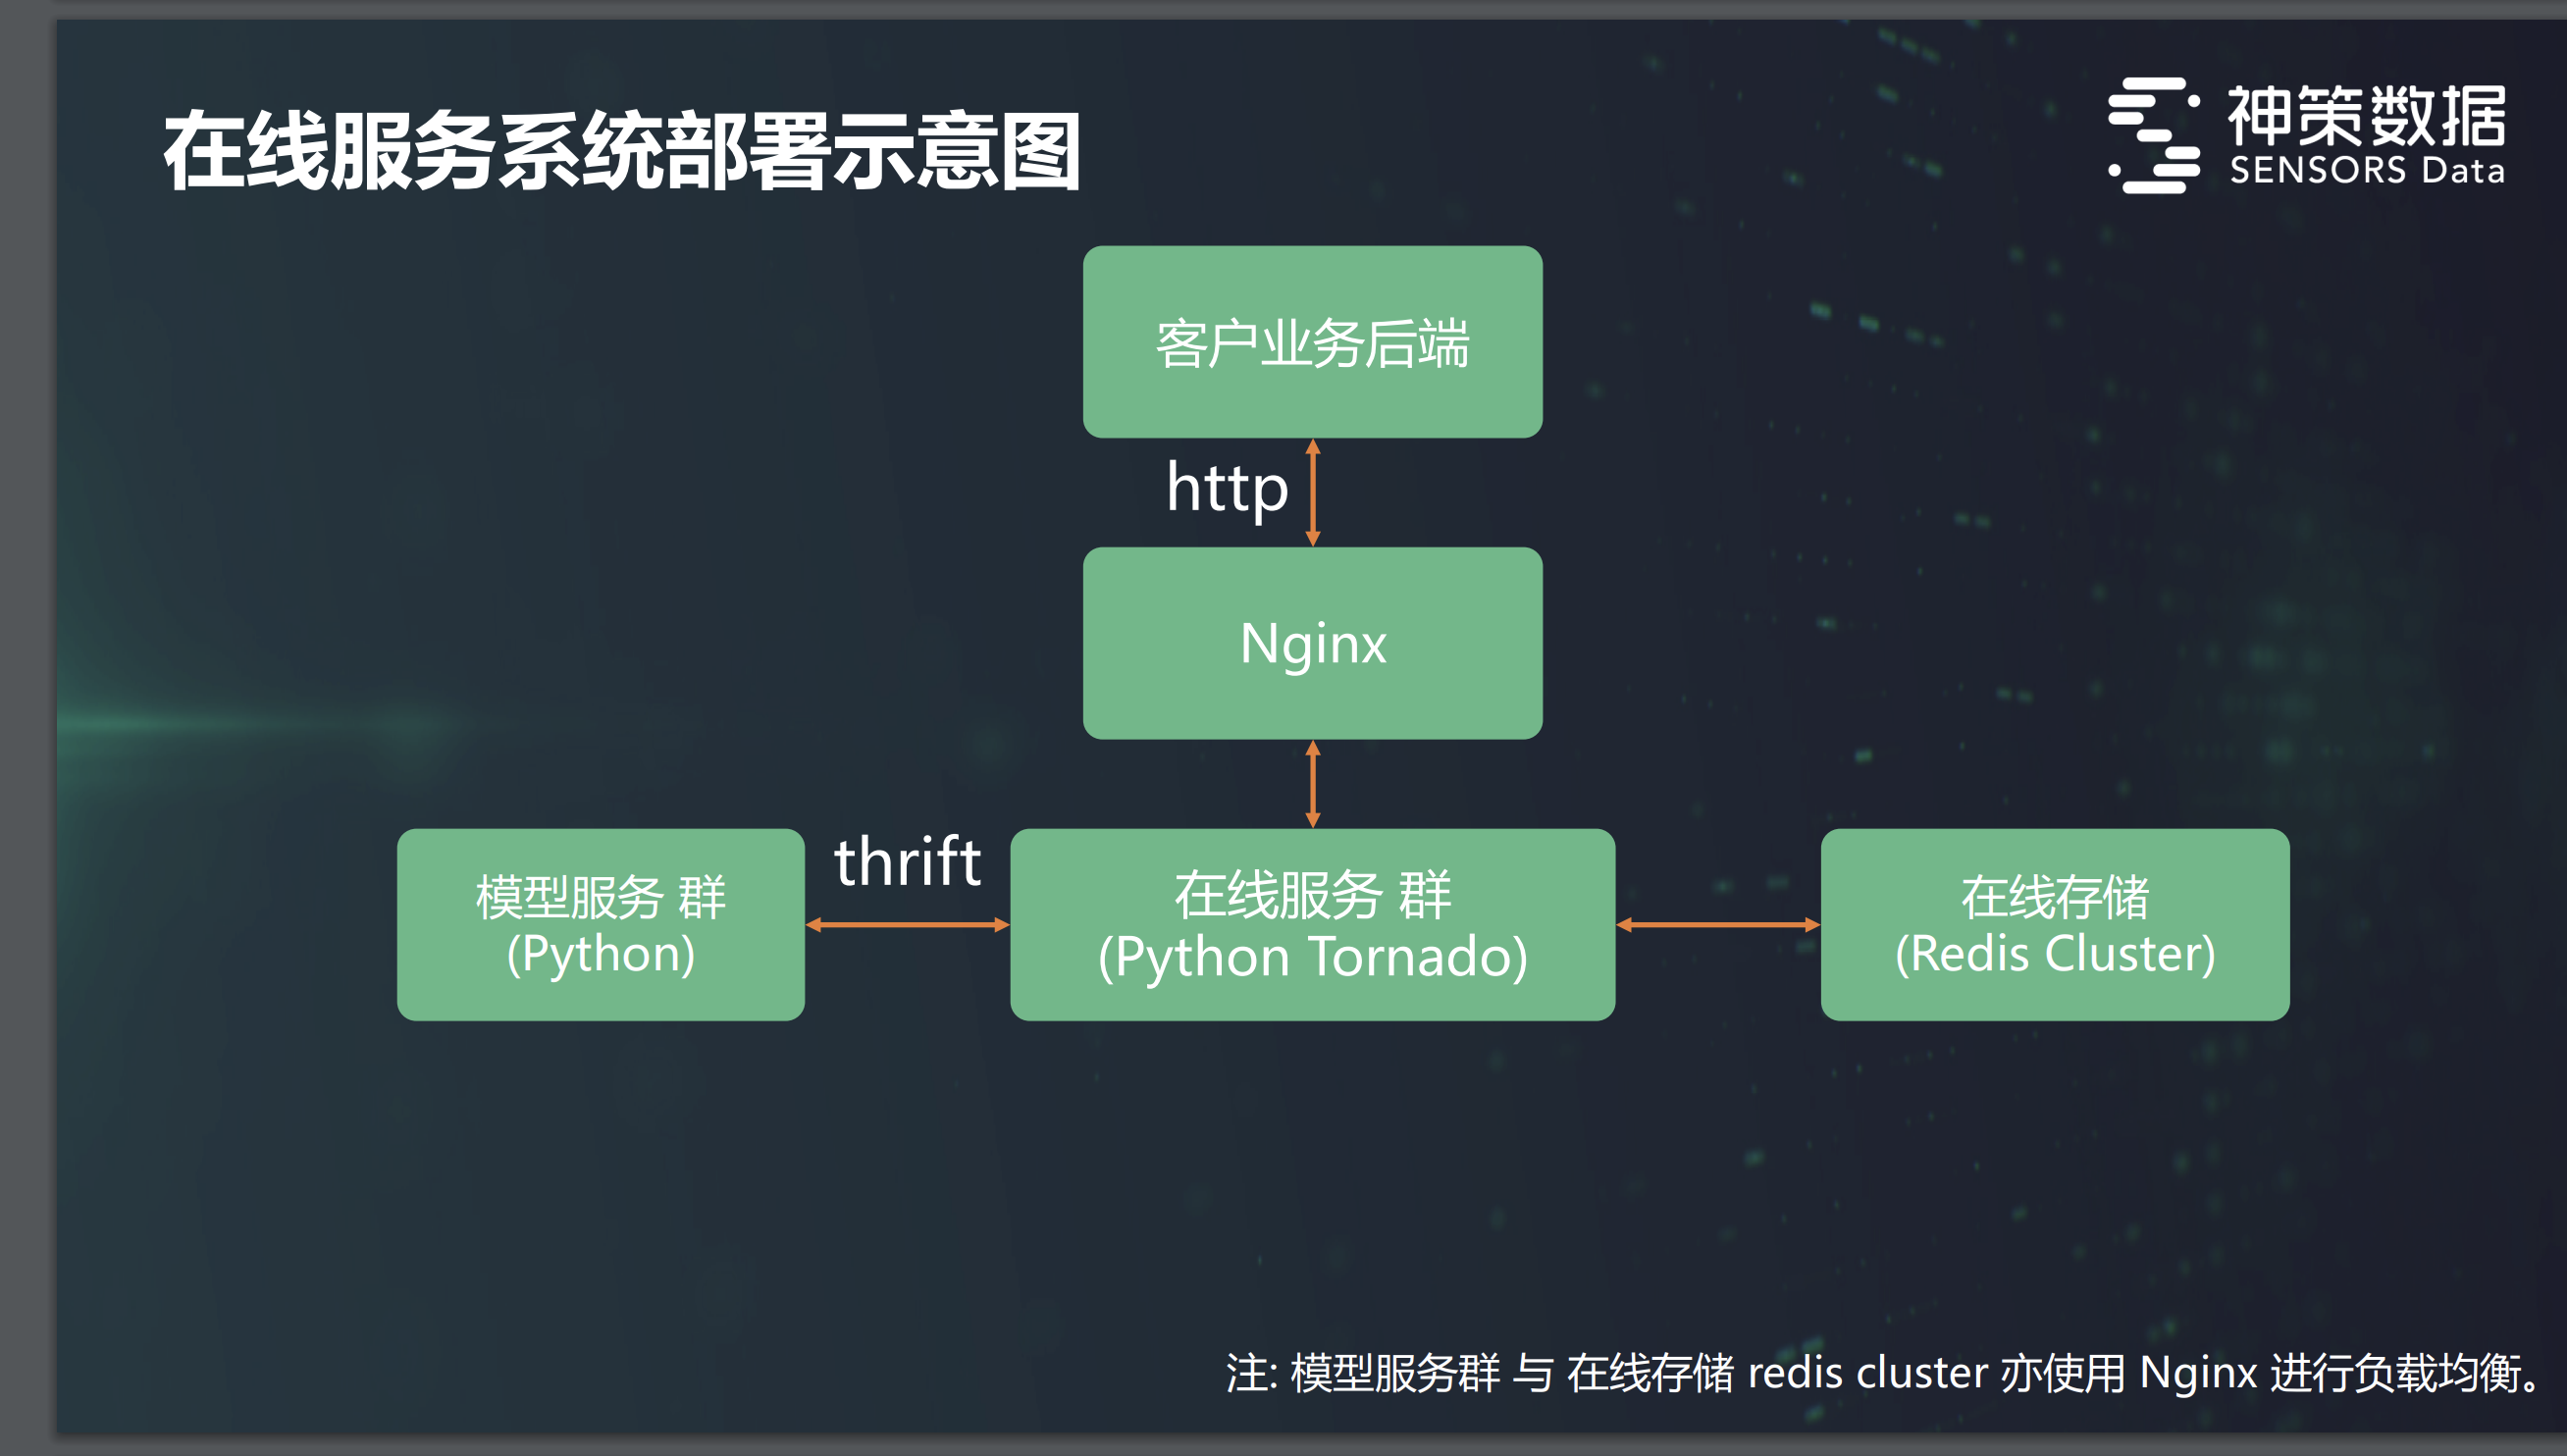 在线服务系统部署示意图
神策数据
SENSORS Data
客户业务后端
http
Nginx
thrift
模型服务 群
(Python)
在线服务 群
(Python Tornado)
在线存储
(Redis Cluster)
注: 模型服务群 与 在线存储 redis cluster 亦使用 Nginx 进行负载均衡。